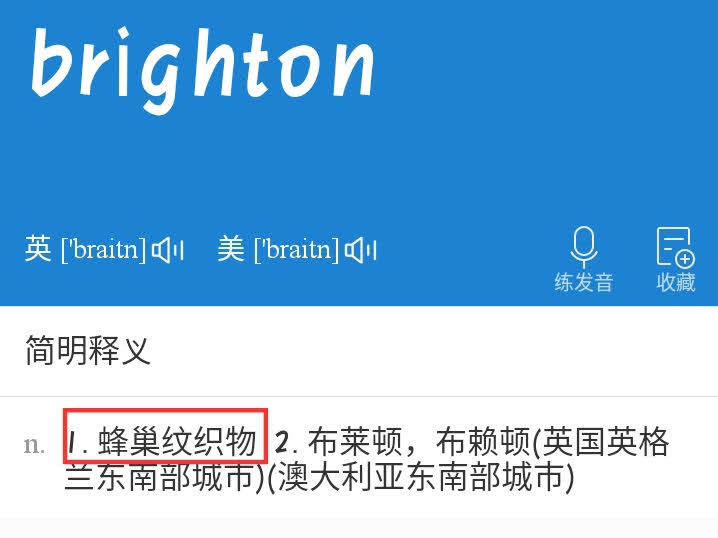 brighton
英 ['braitn] 美 ['braitn]
练发音 收藏
简明释义
n. 1. 蜂巢纹织物 2. 布莱顿，布赖顿(英国英格
兰东南部城市)(澳大利亚东南部城市)